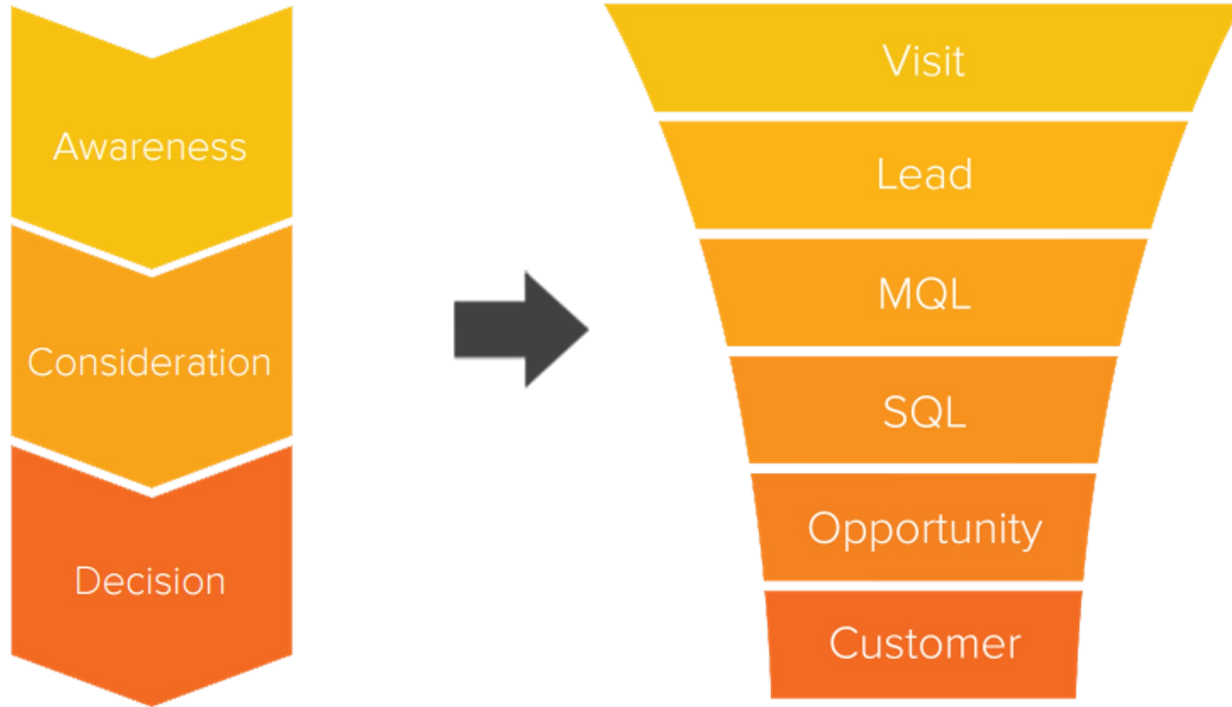 Awareness
Consideration
Decision
Visit
Lead
MQL
SQL
Opportunity
Customer